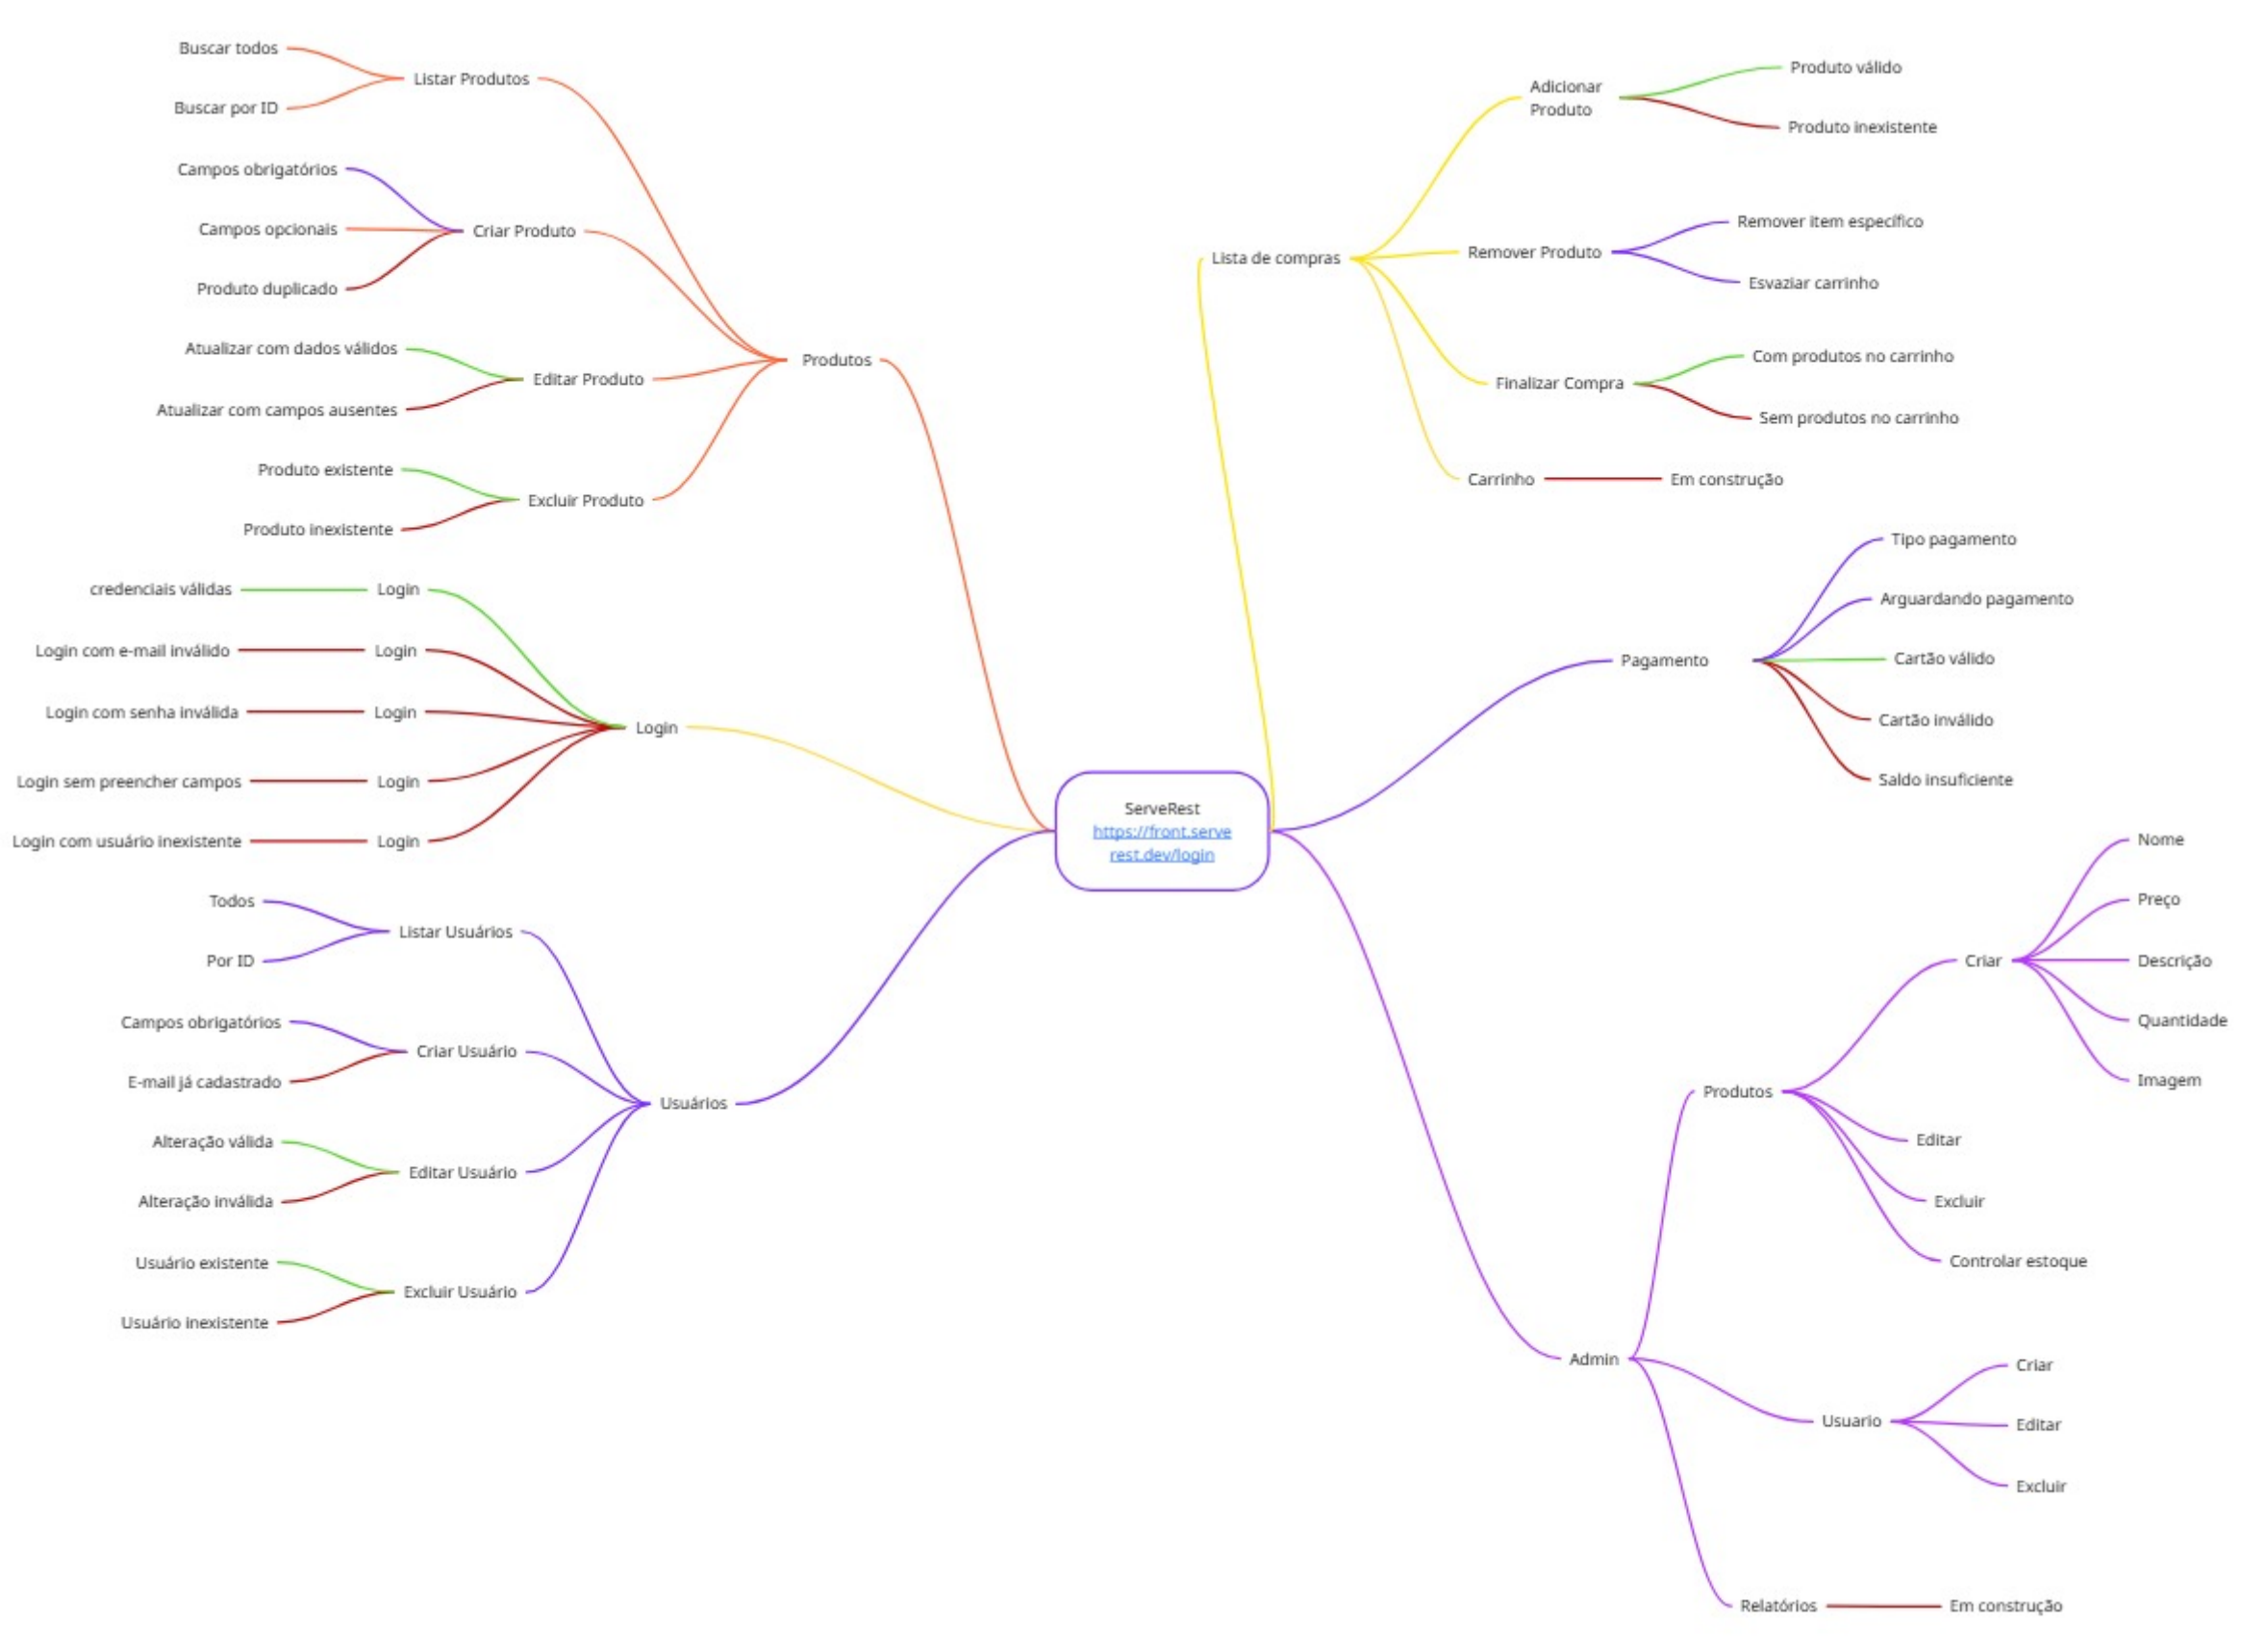 Buscar todos
Buscar por ID
Listar Produtos
Campos obrigatórios
Campos opcionais
Produto duplicado
Criar Produto
Atualizar com dados válidos
Atualizar com campos ausentes
Editar Produto
Produto existente
Produto inexistente
Excluir Produto
Produtos
credenciais válidas
Login
Login com e-mail inválido
Login
Login com senha inválida
Login
Login sem preencher campos
Login
Login com usuário inexistente
Login
Login
Todos
Por ID
Listar Usuários
Campos obrigatórios
E-mail já cadastrado
Criar Usuário
Alteração válida
Alteração inválida
Editar Usuário
Usuário existente
Usuário inexistente
Excluir Usuário
Usuários
ServeRest
https://front.serve
rest.dev/login
Lista de compras
Adicionar
Produto
Produto válido
Produto inexistente
Remover Produto
Remover item específico
Esvaziar carrinho
Finalizar Compra
Com produtos no carrinho
Sem produtos no carrinho
Carrinho
Em construção
Pagamento
Tipo pagamento
Arguardando pagamento
Cartão válido
Cartão inválido
Saldo insuficiente
Admin
Produtos
Criar
Nome
Preço
Descrição
Quantidade
Imagem
Editar
Excluir
Controlar estoque
Usuario
Criar
Editar
Excluir
Relatórios
Em construção